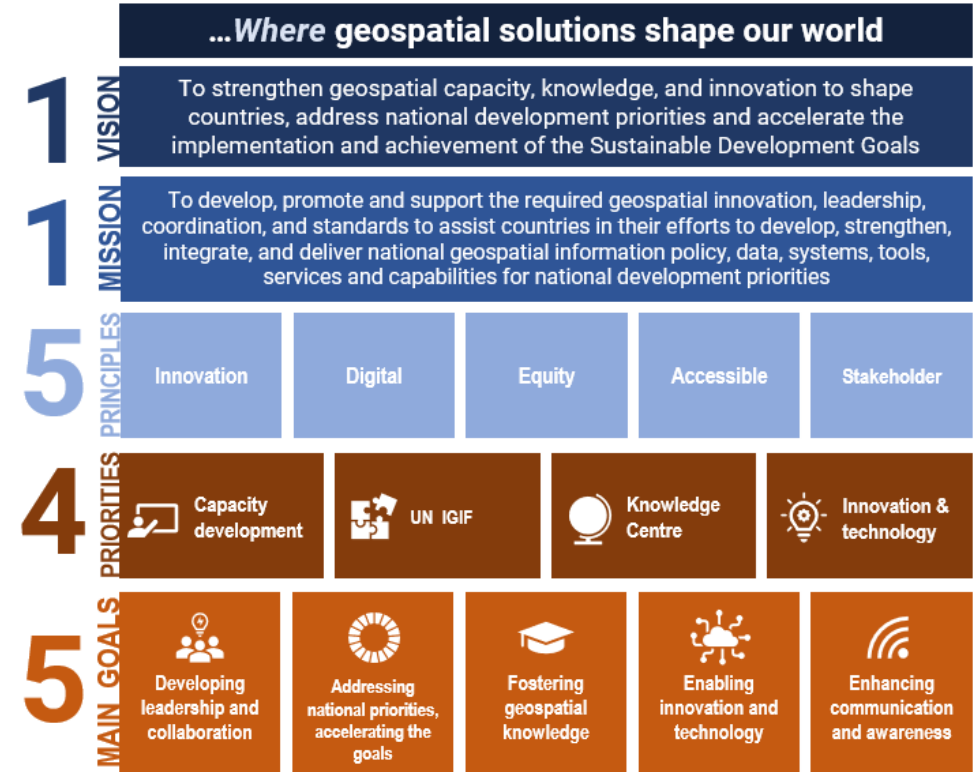 ...Where geospatial solutions shape our world
1
VISION
To strengthen geospatial capacity, knowledge, and innovation to shape
countries, address national development priorities and accelerate the
implementation and achievement of the Sustainable Development Goals
1
MISSION
To develop, promote and support the required geospatial innovation, leadership,
coordination, and standards to assist countries in their efforts to develop, strengthen,
integrate, and deliver national geospatial information policy, data, systems, tools,
services and capabilities for national development priorities
5
PRINCIPLES
Innovation
Digital
Equity
Accessible
Stakeholder
4
PRIORITIES
Capacity
development
UN IGIF
Knowledge
Centre
Innovation &
technology
5
MAIN GOALS
Developing
leadership and
collaboration
Addressing
national priorities,
accelerating the
goals
Fostering
geospatial
knowledge
Enabling
innovation and
technology
Enhancing
communication
and awareness